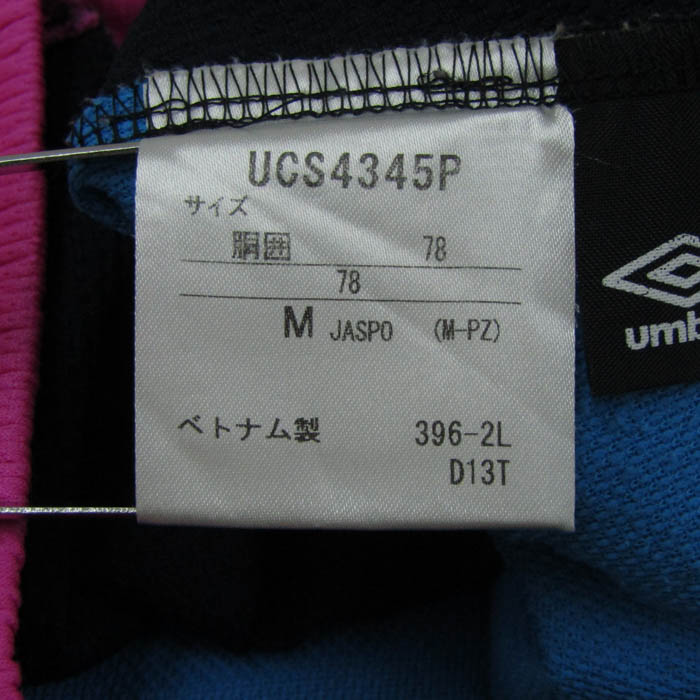 UCS4345P
サイズ
胴囲 78
78
M JASPO (M-PZ)
ベトナム製 396-2L
D13T
umb